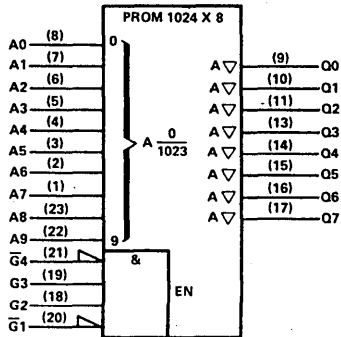 PROM 1024 X 8
A0 (8) 0 A▽ (9) Q0
A1 (7) A▽ (10) Q1
A2 (6) A▽ (11) Q2
A3 (5) A▽ (13) Q3
A4 (4) A▽ (14) Q4
A5 (3) A 0/1023 A▽ (15) Q5
A6 (2) A▽ (16) Q6
A7 (1) A▽ (17) Q7
A8 (23)
A9 (22) 9
G̅4 (21) &
G3 (19) EN
G2 (18)
G̅1 (20)